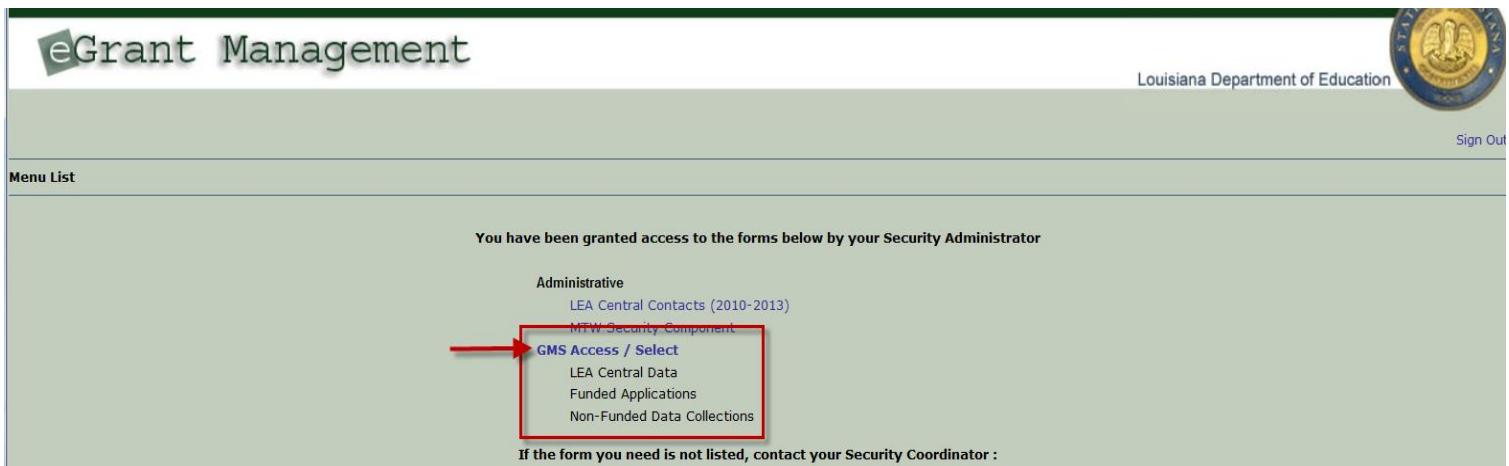 eGrant Management
Louisiana Department of Education
Sign Out
Menu List
You have been granted access to the forms below by your Security Administrator
Administrative
LEA Central Contacts (2010-2013)
MTW Security Component
GMS Access / Select
LEA Central Data
Funded Applications
Non-Funded Data Collections
If the form you need is not listed, contact your Security Coordinator :